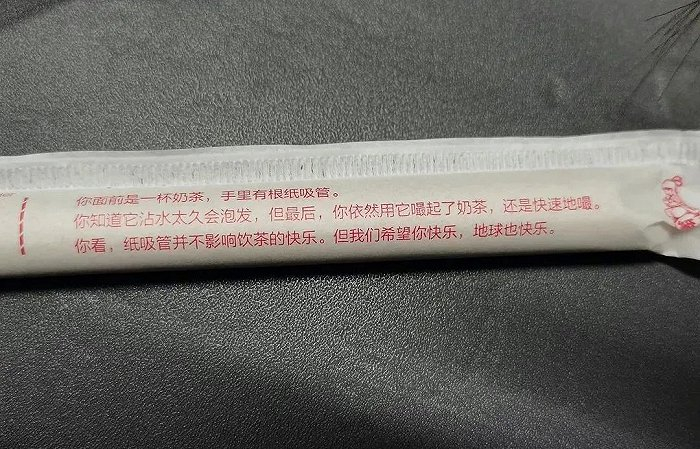 你面前是一杯奶茶，手里有根纸吸管。
你知道它沾水太久会泡发，但最后，你依然用它嘬起了奶茶，还是快速地嘬。
你看，纸吸管并不影响饮茶的快乐。但我们希望你快乐，地球也快乐。